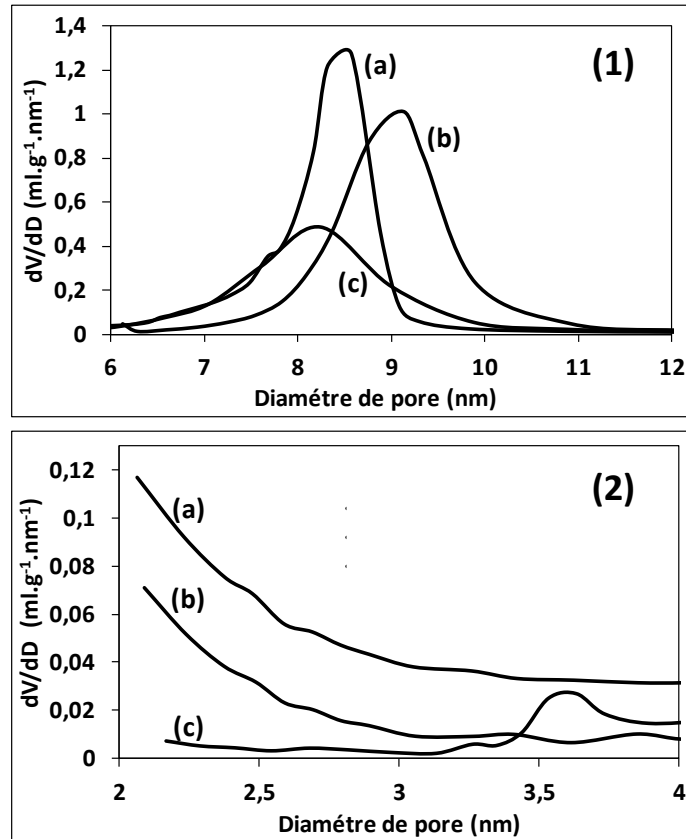 (1)
1,4
1,2
1
0,8
0,6
0,4
0,2
0
dV/dD (ml.g-1.nm-1)
(a)
(b)
(c)
6 7 8 9 10 11 12
Diamétre de pore (nm)
(2)
0,12
0,1
0,08
0,06
0,04
0,02
0
dV/dD (ml.g-1.nm-1)
(a)
(b)
(c)
2 2,5 3 3,5 4
Diamétre de pore (nm)